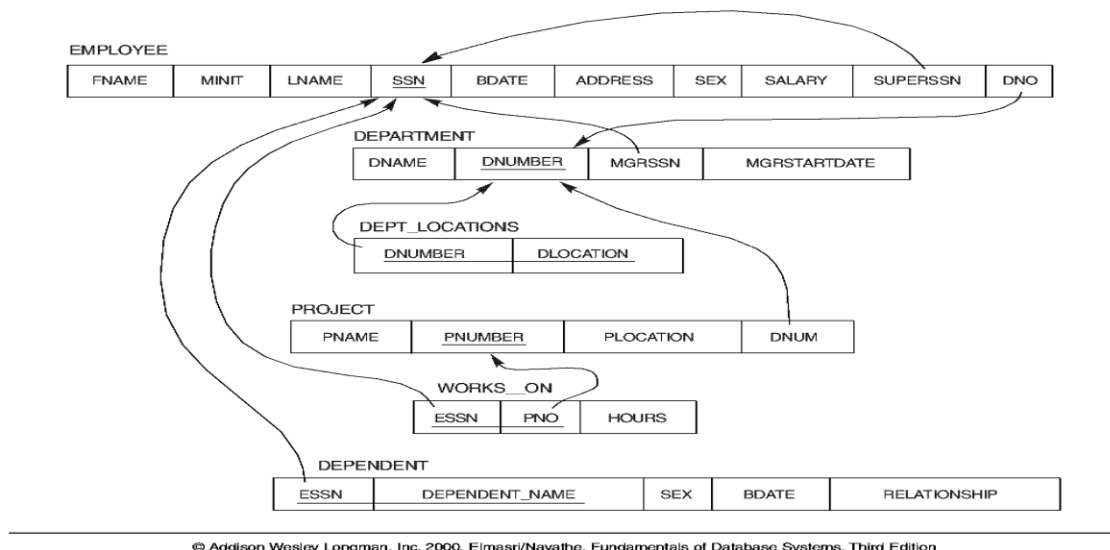 EMPLOYEE
FNAME MINIT LNAME SSN BDATE ADDRESS SEX SALARY SUPERSSN DNO
DEPARTMENT
DNAME DNUMBER MGRSSN MGRSTARTDATE
DEPT_LOCATIONS
DNUMBER DLOCATION
PROJECT
PNAME PNUMBER PLOCATION DNUM
WORKS_ON
ESSN PNO HOURS
DEPENDENT
ESSN DEPENDENT_NAME SEX BDATE RELATIONSHIP
© Addison Wesley Longman, Inc. 2000, Elmasri/Navathe, Fundamentals of Database Systems, Third Edition